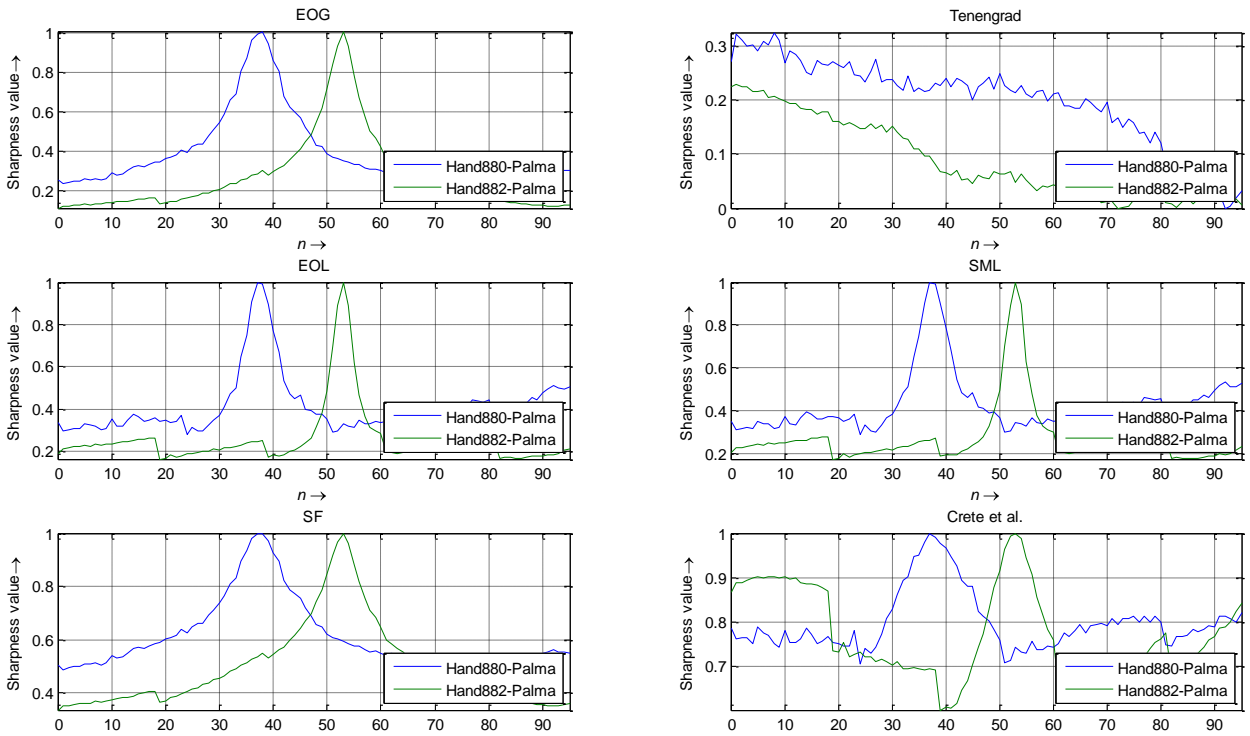 EOG
Sharpness value→
1
0.8
0.6
0.4
0.2
0 10 20 30 40 50 60 70 80 90
n →
Hand880-Palma
Hand882-Palma
Tenengrad
Sharpness value→
0.3
0.2
0.1
0
0 10 20 30 40 50 60 70 80 90
n →
Hand880-Palma
Hand882-Palma
EOL
Sharpness value→
1
0.8
0.6
0.4
0.2
0 10 20 30 40 50 60 70 80 90
n →
Hand880-Palma
Hand882-Palma
SML
Sharpness value→
1
0.8
0.6
0.4
0.2
0 10 20 30 40 50 60 70 80 90
n →
Hand880-Palma
Hand882-Palma
SF
Sharpness value→
1
0.8
0.6
0.4
0 10 20 30 40 50 60 70 80 90
Hand880-Palma
Hand882-Palma
Crete et al.
Sharpness value→
1
0.9
0.8
0.7
0 10 20 30 40 50 60 70 80 90
Hand880-Palma
Hand882-Palma